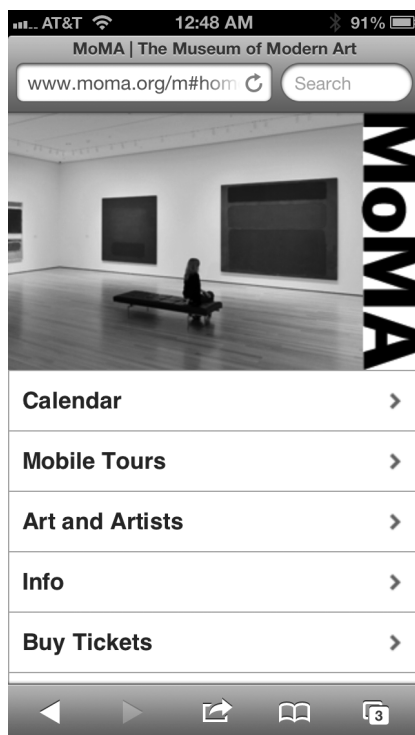 AT&T 12:48 AM 91%
MoMA | The Museum of Modern Art
www.moma.org/m#hom Search
MoMA
Calendar
Mobile Tours
Art and Artists
Info
Buy Tickets
3